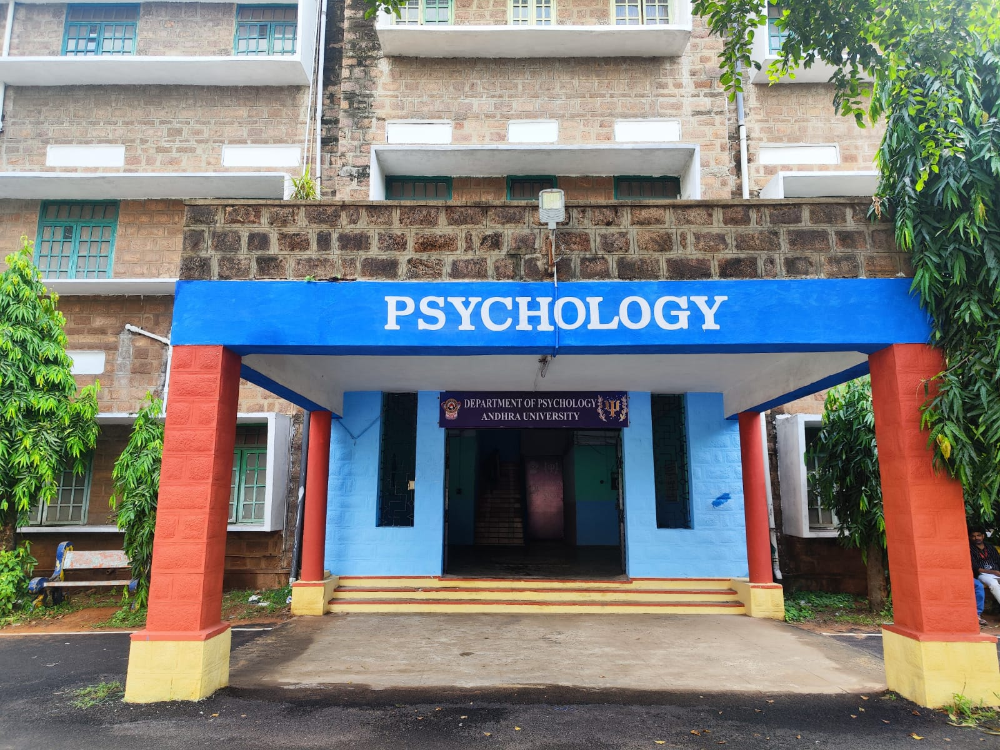 PSYCHOLOGY
DEPARTMENT OF PSYCHOLOGY
ANDHRA UNIVERSITY